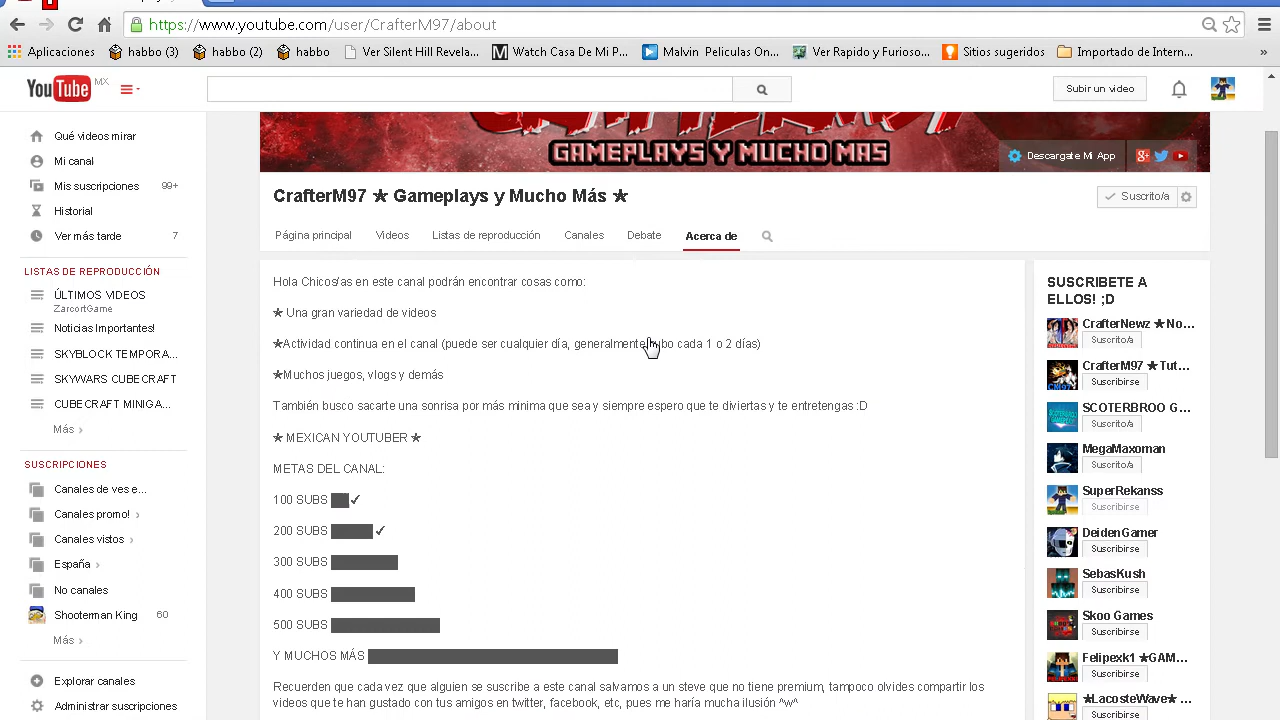 https://www.youtube.com/user/CrafterM97/about
Aplicaciones habbo (3) habbo (2) habbo Ver Silent Hill Revela... Watch Casa De Mi P... Malvin Peliculas On... Ver Rapido y Furioso... Sitios sugeridos Importado de Intern... »
YouTube MX Subir un video
GAMEPLAYS Y MUCHO MAS
Descargate Mi App
CrafterM97 ★ Gameplays y Mucho Más ★
Suscrito/a
Página principal Videos Listas de reproducción Canales Debate Acerca de
Qué videos mirar
Mi canal
Mis suscripciones 99+
Historial
Ver más tarde 7
LISTAS DE REPRODUCCIÓN
ÚLTIMOS VIDEOS
ZarcortGame
Noticias Importantes!
SKYBLOCK TEMPORA...
SKYWARS CUBECRAFT
CUBECRAFT MINIGA...
Más ›
SUSCRIPCIONES
Canales de ves e...
Canales promo! ›
Canales vistos ›
España ›
No canales
Shooterman King 60
Más ›
Explorar canales
Administrar suscripciones
Hola Chicos/as en este canal podrán encontrar cosas como:
★ Una gran variedad de videos
★Actividad continua en el canal (puede ser cualquier día, generalmente subo cada 1 o 2 días)
★Muchos juegos, vlogs y demás
También busco sacarte una sonrisa por más minima que sea y siempre espero que te diviertas y te entretengas :D
★ MEXICAN YOUTUBER ★
METAS DEL CANAL:
100 SUBS ✔
200 SUBS ✔
300 SUBS
400 SUBS
500 SUBS
Y MUCHOS MÁS
Recuerden que cada vez que alguien se suscribe a este canal salvamos a un steve que no tiene premium, tampoco olvides compartir los
videos que te han gustado con tus amigos en twitter, facebook, etc, pues me haría mucha ilusión ^w^
SUSCRIBETE A
ELLOS! ;D
CrafterNewz ★No...
Suscrito/a
CrafterM97 ★Tut...
Suscribirse
SCOTERBROO G...
Suscrito/a
MegaMaxoman
Suscrito/a
SuperRekanss
Suscribirse
DeidenGamer
Suscribirse
SebasKush
Suscribirse
Skoo Games
Suscribirse
Felipexk1 ★GAM...
Suscribirse
★LacosteWave★ ...
Suscribirse